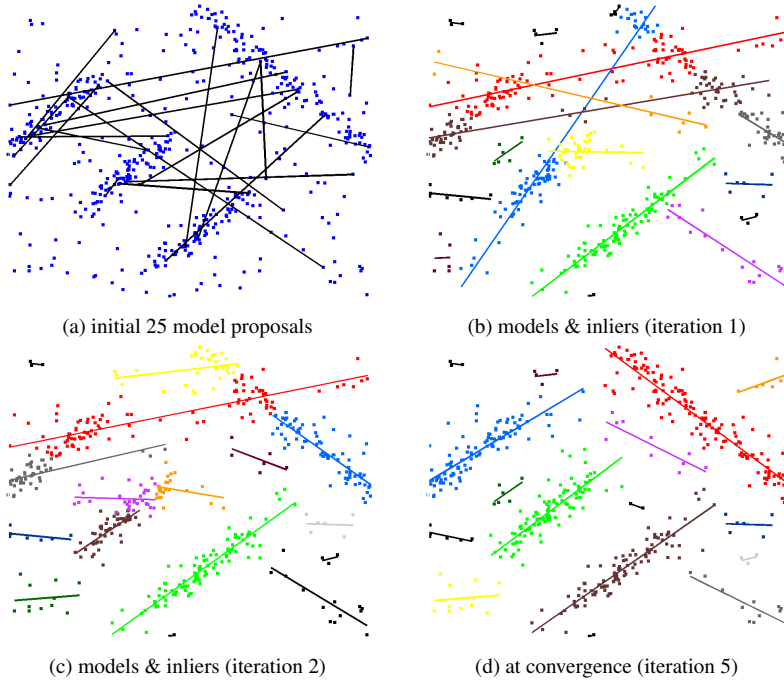 (a) initial 25 model proposals
(b) models & inliers (iteration 1)
(c) models & inliers (iteration 2)
(d) at convergence (iteration 5)